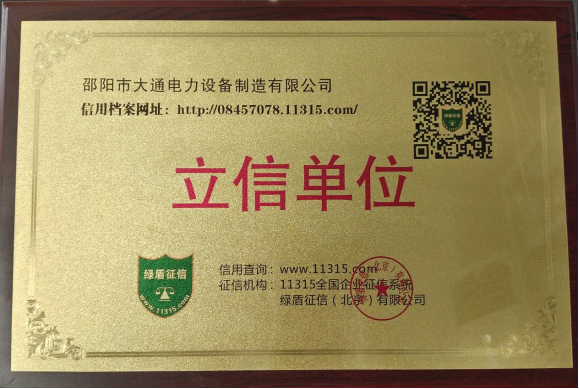 邵阳市大通电力设备制造有限公司
信用档案网址：http://08457078.11315.com/
立信单位
绿盾征信
www.11315.com
信用查询：www.11315.com
征信机构：11315全国企业征信系统
绿盾征信（北京）有限公司